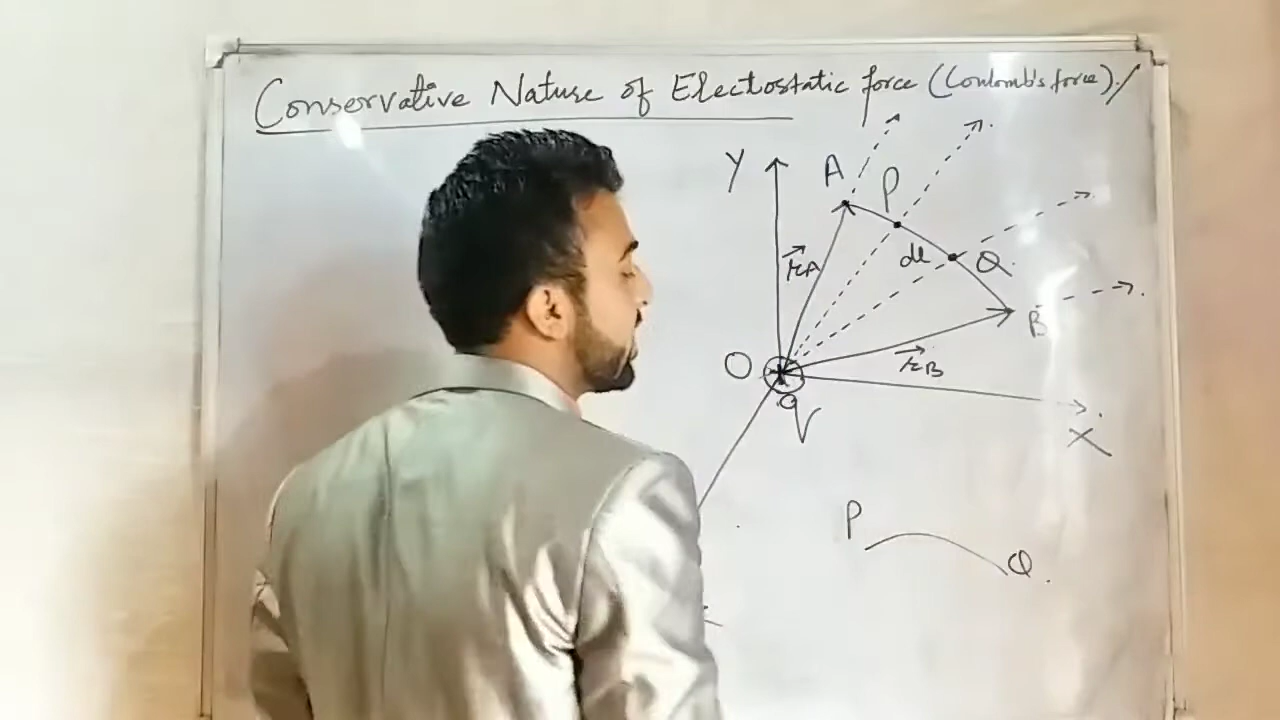 Conservative Nature of Electostatic force (Coulomb's force)./
Y
A
P
r⃗A
dl
Q
B
O
r⃗B
q
X
P
Q.